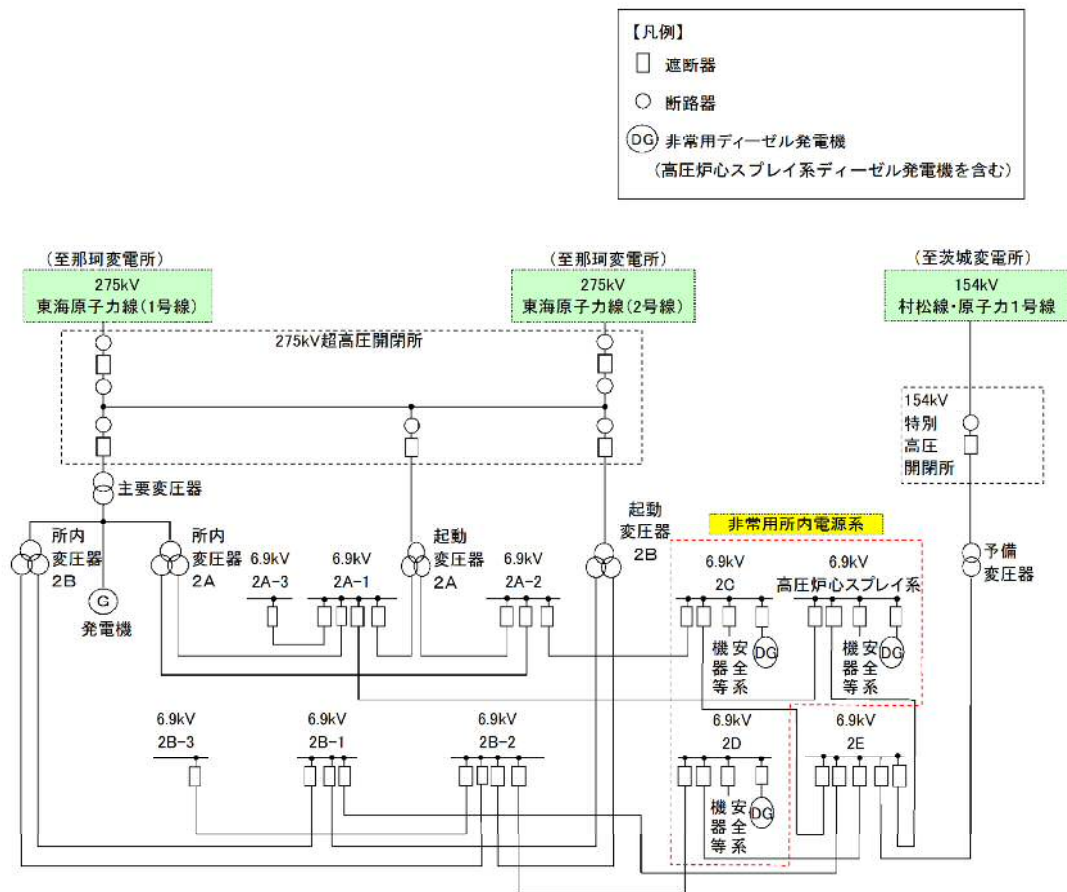 【凡例】
遮断器
断路器
DG 非常用ディーゼル発電機
(高圧炉心スプレイ系ディーゼル発電機を含む)
(至那珂変電所)
275kV
東海原子力線(1号線)
(至那珂変電所)
275kV
東海原子力線(2号線)
(至茨城変電所)
154kV
村松線・原子力1号線
275kV超高圧開閉所
154kV
特別
高圧
開閉所
主要変圧器
所内
変圧器
2B
所内
変圧器
2A
G
発電機
6.9kV
2A-3
6.9kV
2A-1
起動
変圧器
2A
6.9kV
2A-2
起動
変圧器
2B
非常用所内電源系
6.9kV
2C
安全系
機器等
DG
6.9kV
高圧炉心スプレイ系
安全系
機器等
DG
予備
変圧器
6.9kV
2B-3
6.9kV
2B-1
6.9kV
2B-2
6.9kV
2D
安全系
機器等
DG
6.9kV
2E